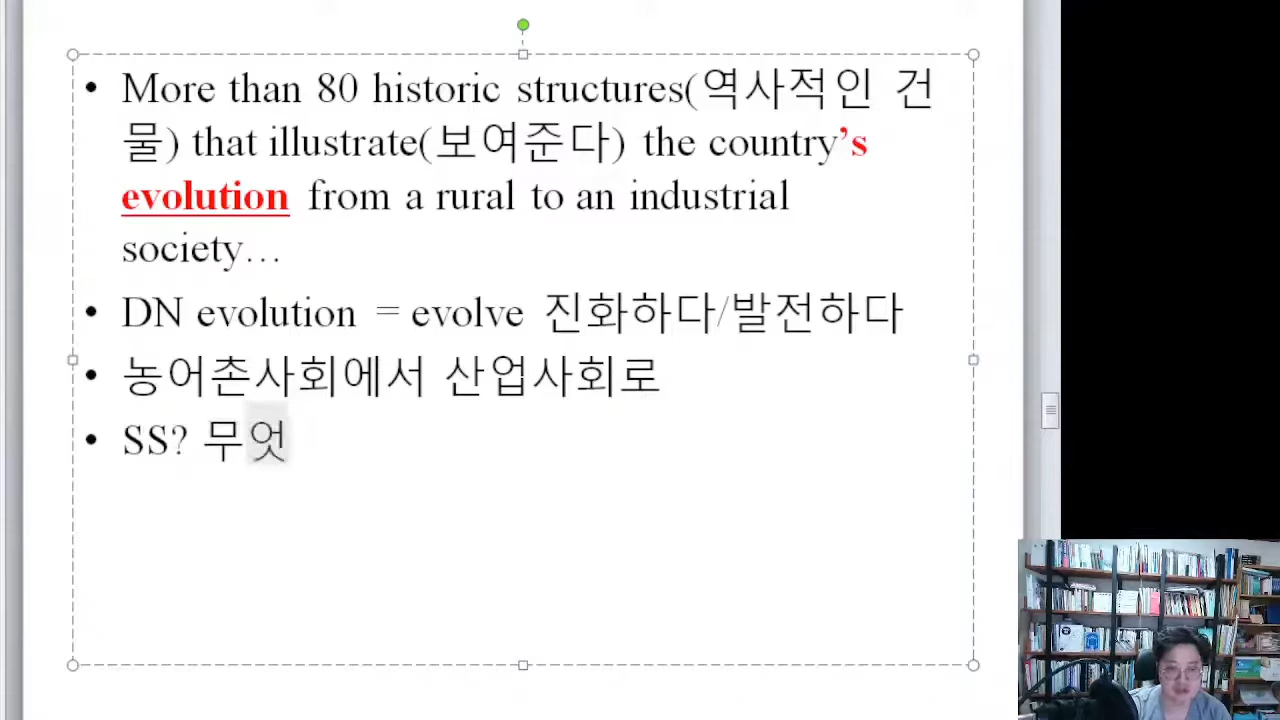 • More than 80 historic structures(역사적인 건
물) that illustrate(보여준다) the country's
evolution from a rural to an industrial
society…
• DN evolution = evolve 진화하다/발전하다
• 농어촌사회에서 산업사회로
• SS? 무엇